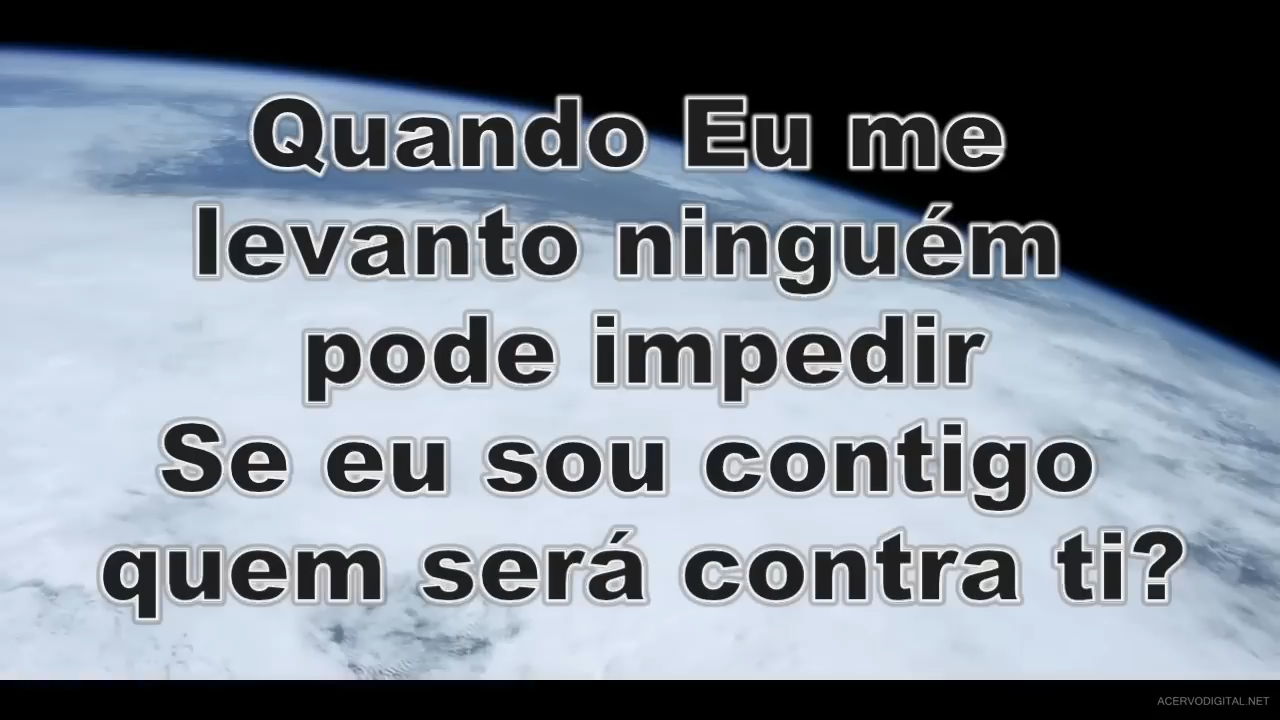 Quando Eu me
levanto ninguém
pode impedir
Se eu sou contigo
quem será contra ti?
ACERVODIGITAL.NET